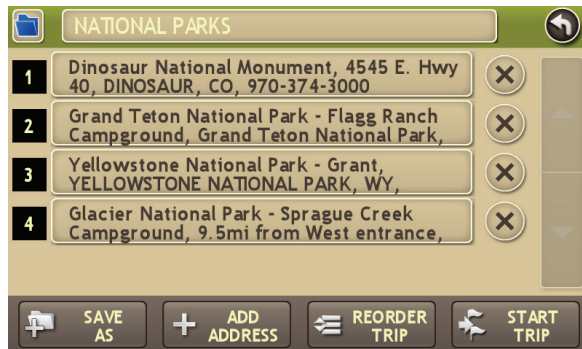 NATIONAL PARKS
1
Dinosaur National Monument, 4545 E. Hwy
40, DINOSAUR, CO, 970-374-3000
2
Grand Teton National Park - Flagg Ranch
Campground, Grand Teton National Park,
3
Yellowstone National Park - Grant,
YELLOWSTONE NATIONAL PARK, WY,
4
Glacier National Park - Sprague Creek
Campground, 9.5mi from West entrance,
SAVE
AS
ADD
ADDRESS
REORDER
TRIP
START
TRIP